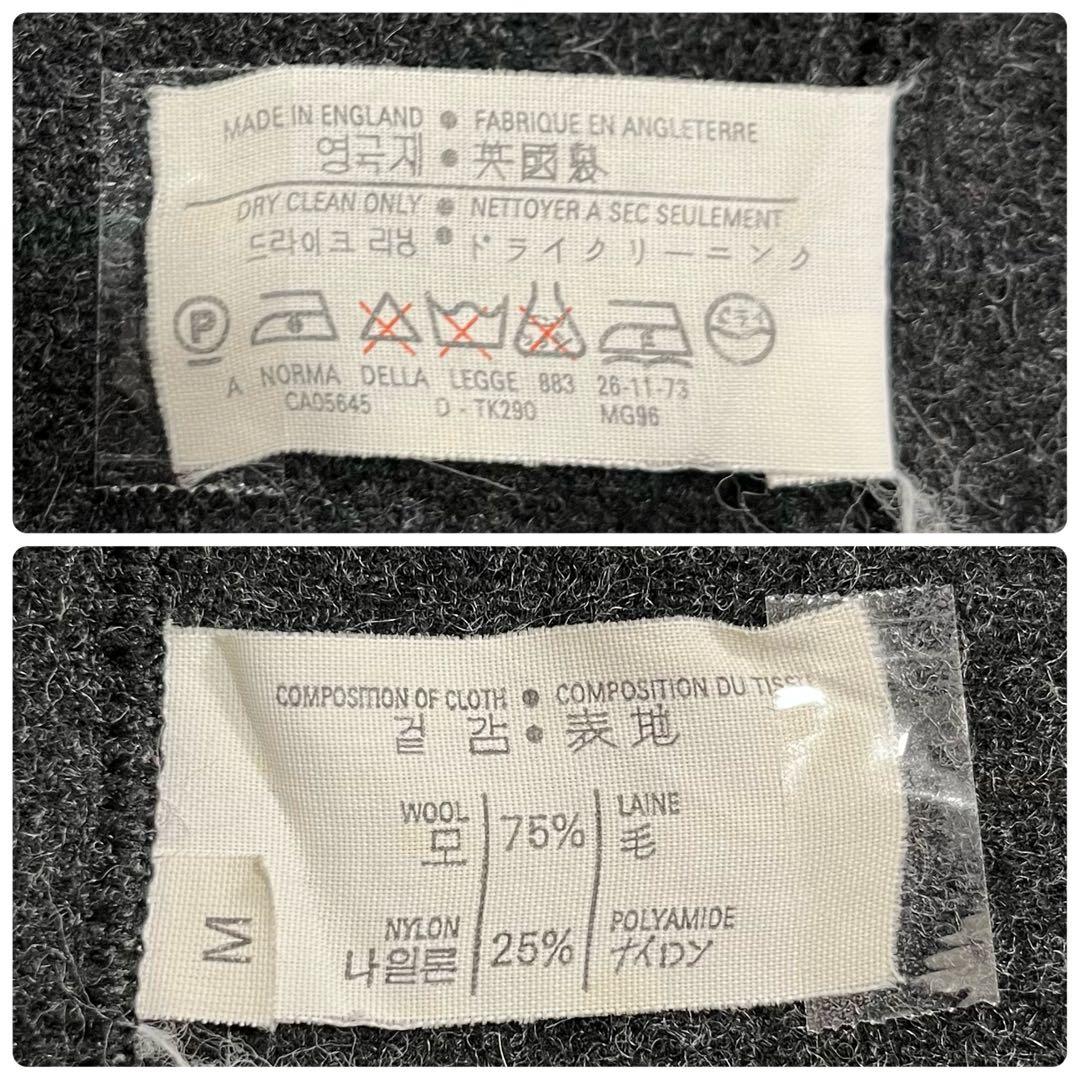 MADE IN ENGLAND ● FABRIQUE EN ANGLETERRE
영국제 ● 英國製
DRY CLEAN ONLY ● NETTOYER A SEC SEULEMENT
드라이크리닝 ● ドライクリーニンク
P
A NORMA DELLA LEGGE 883 26-11-73
CA05645 D - TK290 MG96
COMPOSITION OF CLOTH ● COMPOSITION DU
겉 감 ● 表地
WOOL 75% LAINE
모 毛
NYLON 25% POLYAMIDE
나일론 ナイロン
M